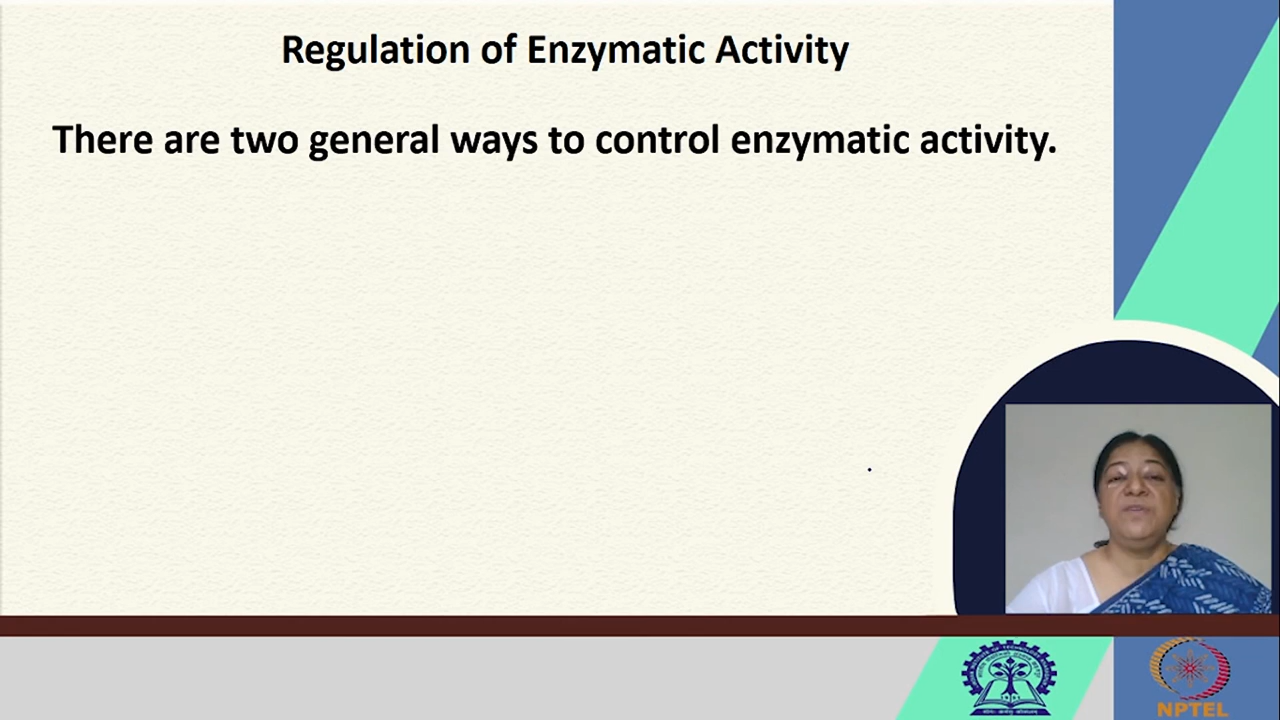 Regulation of Enzymatic Activity
There are two general ways to control enzymatic activity.
NPTEL